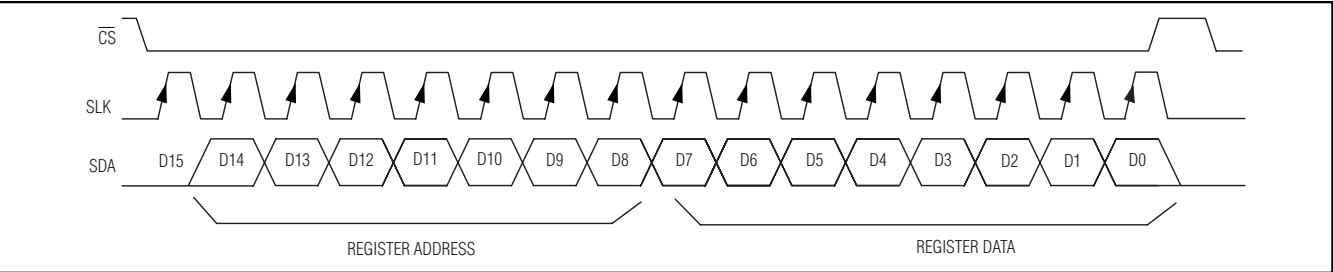 CS
SLK
SDA D15 D14 D13 D12 D11 D10 D9 D8 D7 D6 D5 D4 D3 D2 D1 D0
REGISTER ADDRESS REGISTER DATA